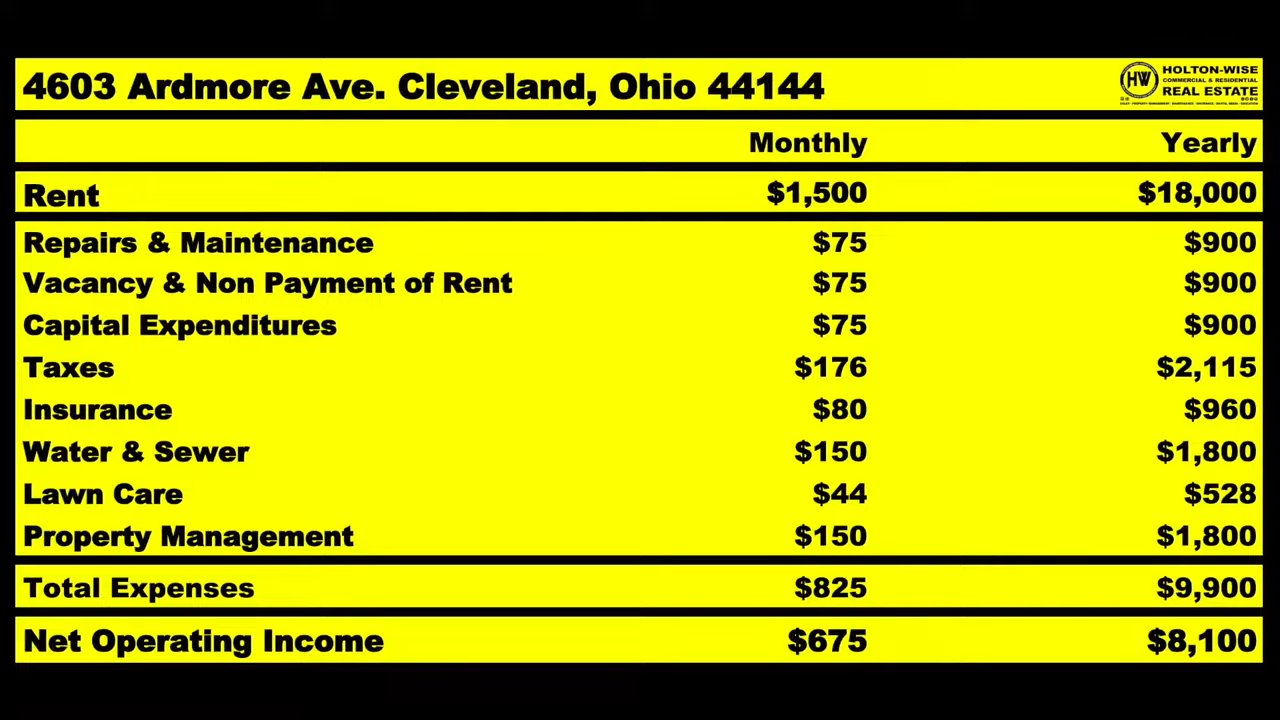 4603 Ardmore Ave. Cleveland, Ohio 44144
HOLTON-WISE
COMMERCIAL & RESIDENTIAL
REAL ESTATE
HW
Monthly Yearly
Rent $1,500 $18,000
Repairs & Maintenance $75 $900
Vacancy & Non Payment of Rent $75 $900
Capital Expenditures $75 $900
Taxes $176 $2,115
Insurance $80 $960
Water & Sewer $150 $1,800
Lawn Care $44 $528
Property Management $150 $1,800
Total Expenses $825 $9,900
Net Operating Income $675 $8,100